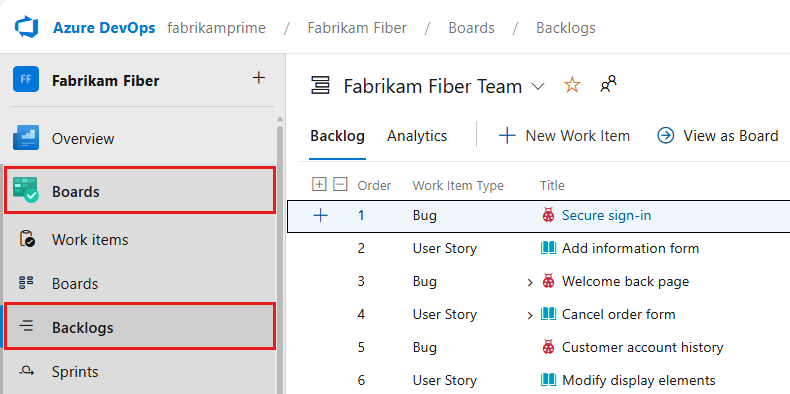 Azure DevOps fabrikamprime / Fabrikam Fiber / Boards / Backlogs
FF Fabrikam Fiber +
Overview
Boards
Work items
Boards
Backlogs
Sprints
Fabrikam Fiber Team
Backlog Analytics + New Work Item View as Board
Order Work Item Type Title
1 Bug Secure sign-in
2 User Story Add information form
3 Bug Welcome back page
4 User Story Cancel order form
5 Bug Customer account history
6 User Story Modify display elements